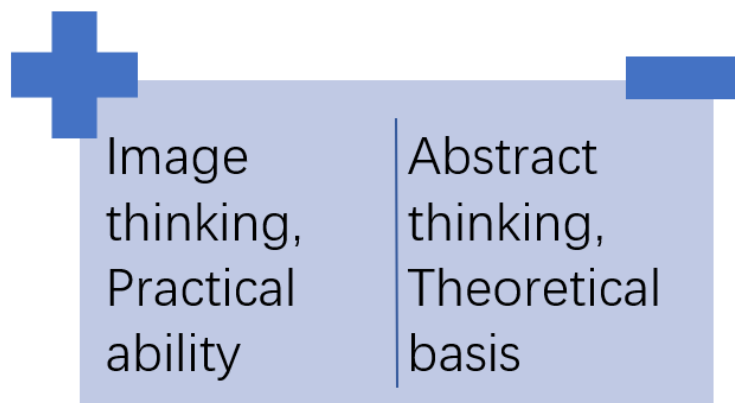 Image
thinking,
Practical
ability
Abstract
thinking,
Theoretical
basis